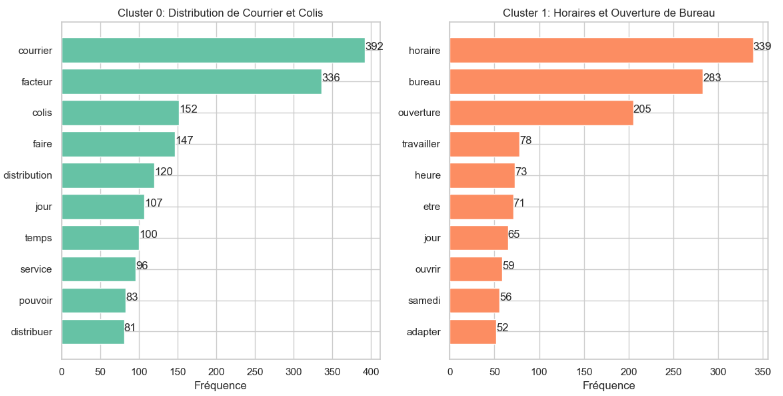 Cluster 0: Distribution de Courrier et Colis
courrier 392
facteur 336
colis 152
faire 147
distribution 120
jour 107
temps 100
service 96
pouvoir 83
distribuer 81
0 50 100 150 200 250 300 350 400
Fréquence
Cluster 1: Horaires et Ouverture de Bureau
horaire 339
bureau 283
ouverture 205
travailler 78
heure 73
etre 71
jour 65
ouvrir 59
samedi 56
adapter 52
0 50 100 150 200 250 300 350
Fréquence